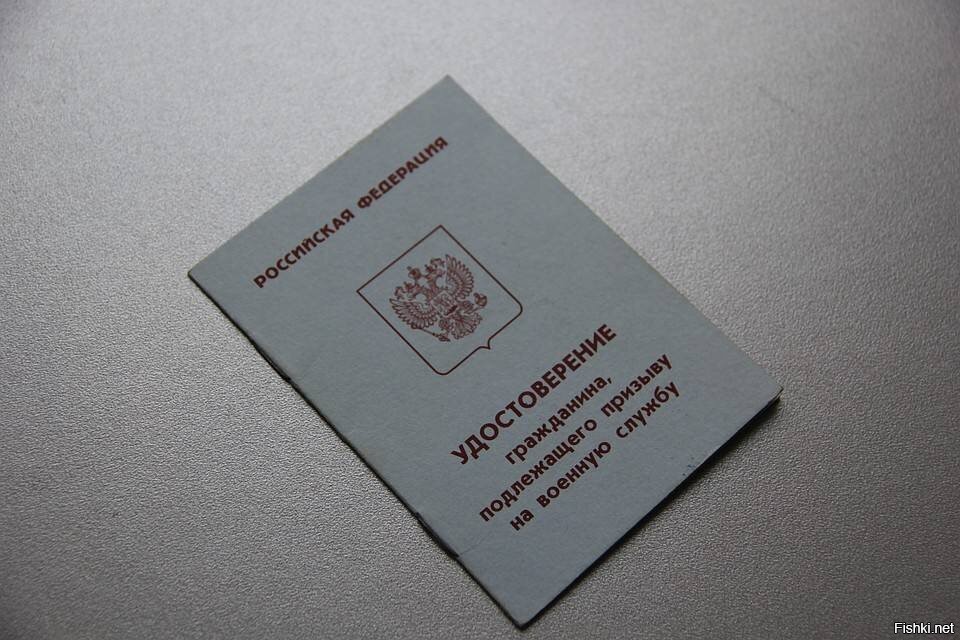 РОССИЙСКАЯ ФЕДЕРАЦИЯ
УДОСТОВЕРЕНИЕ
гражданина,
подлежащего призыву
на военную службу
Fishki.net